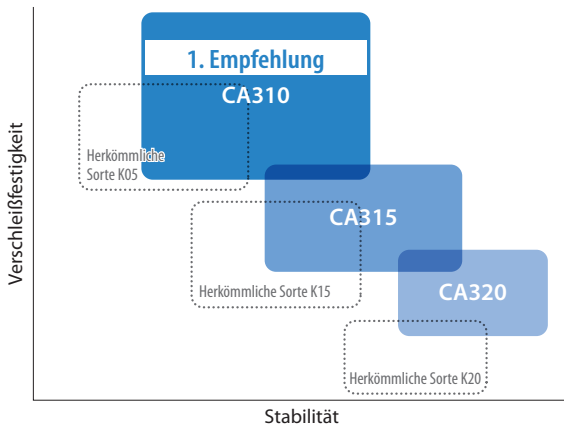 1. Empfehlung
CA310
Herkömmliche
Sorte K05
CA315
Herkömmliche Sorte K15
CA320
Herkömmliche Sorte K20
Verschleißfestigkeit
Stabilität